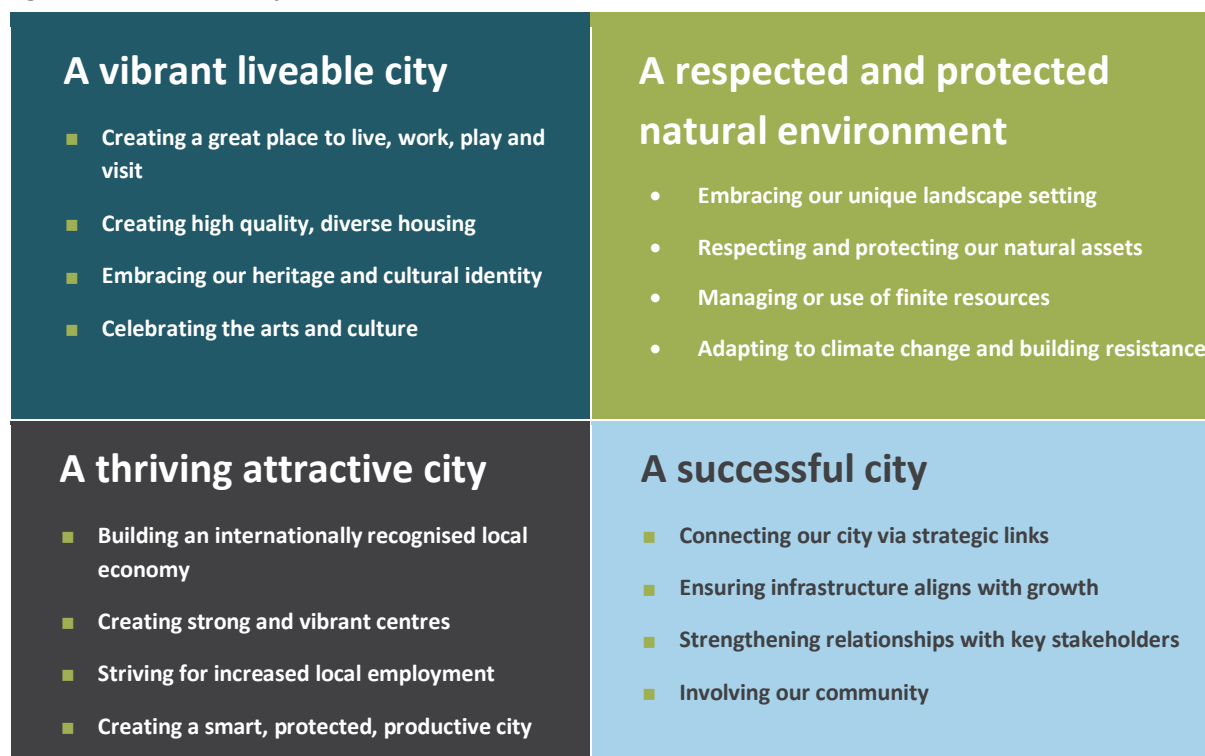 A vibrant liveable city
■ Creating a great place to live, work, play and
visit
■ Creating high quality, diverse housing
■ Embracing our heritage and cultural identity
■ Celebrating the arts and culture
A respected and protected
natural environment
• Embracing our unique landscape setting
• Respecting and protecting our natural assets
• Managing or use of finite resources
• Adapting to climate change and building resistance
A thriving attractive city
■ Building an internationally recognised local
economy
■ Creating strong and vibrant centres
■ Striving for increased local employment
■ Creating a smart, protected, productive city
A successful city
■ Connecting our city via strategic links
■ Ensuring infrastructure aligns with growth
■ Strengthening relationships with key stakeholders
■ Involving our community